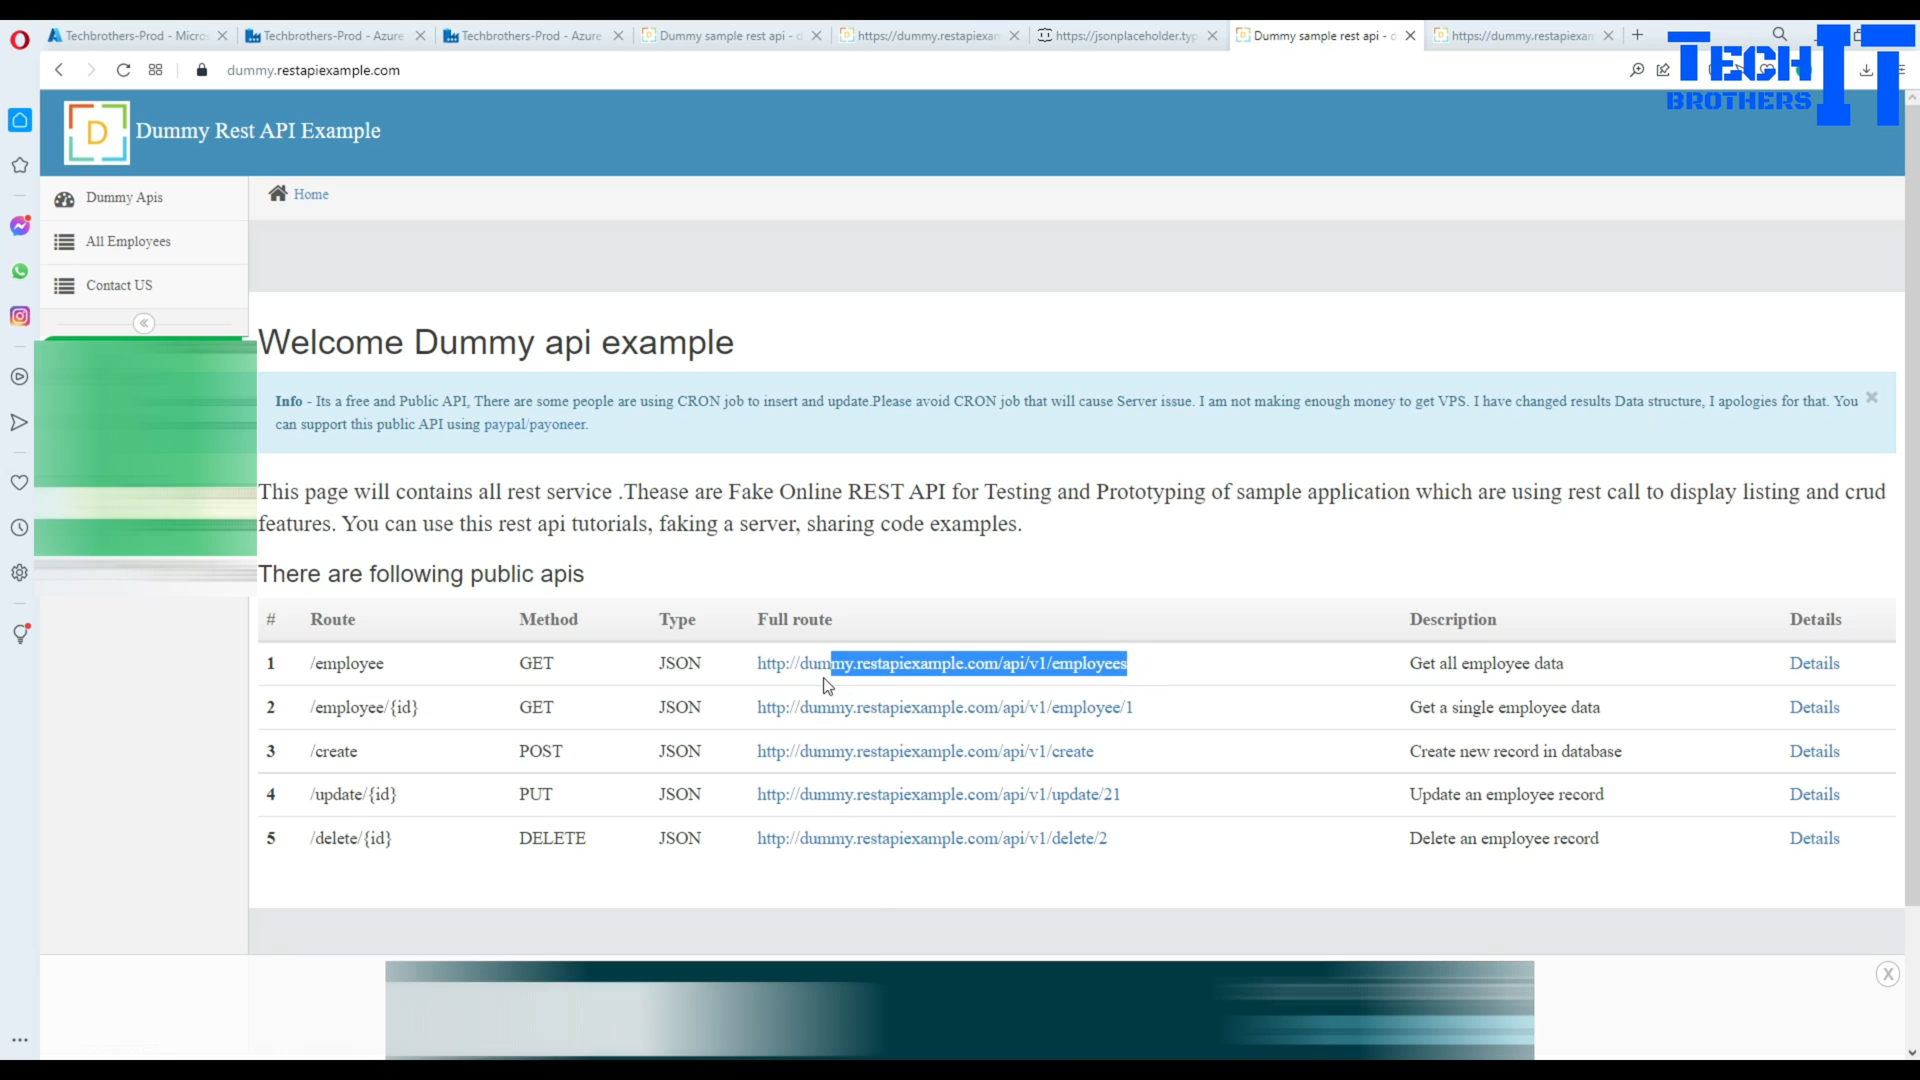 Techbrothers-Prod - Micros
Techbrothers-Prod - Azure
Techbrothers-Prod - Azure
Dummy sample rest api - d
https://dummy.restapiexam
https://jsonplaceholder.typ
Dummy sample rest api - d
https://dummy.restapiexam
dummy.restapiexample.com
TECH IT
BROTHERS
D
Dummy Rest API Example
Dummy Apis
All Employees
Contact US
Home
Welcome Dummy api example
Info - Its a free and Public API, There are some people are using CRON job to insert and update.Please avoid CRON job that will cause Server issue. I am not making enough money to get VPS. I have changed results Data structure, I apologies for that. You
can support this public API using paypal/payoneer.
This page will contains all rest service .Thease are Fake Online REST API for Testing and Prototyping of sample application which are using rest call to display listing and crud
features. You can use this rest api tutorials, faking a server, sharing code examples.
There are following public apis
# Route Method Type Full route Description Details
1 /employee GET JSON http://dummy.restapiexample.com/api/v1/employees Get all employee data Details
2 /employee/{id} GET JSON http://dummy.restapiexample.com/api/v1/employee/1 Get a single employee data Details
3 /create POST JSON http://dummy.restapiexample.com/api/v1/create Create new record in database Details
4 /update/{id} PUT JSON http://dummy.restapiexample.com/api/v1/update/21 Update an employee record Details
5 /delete/{id} DELETE JSON http://dummy.restapiexample.com/api/v1/delete/2 Delete an employee record Details